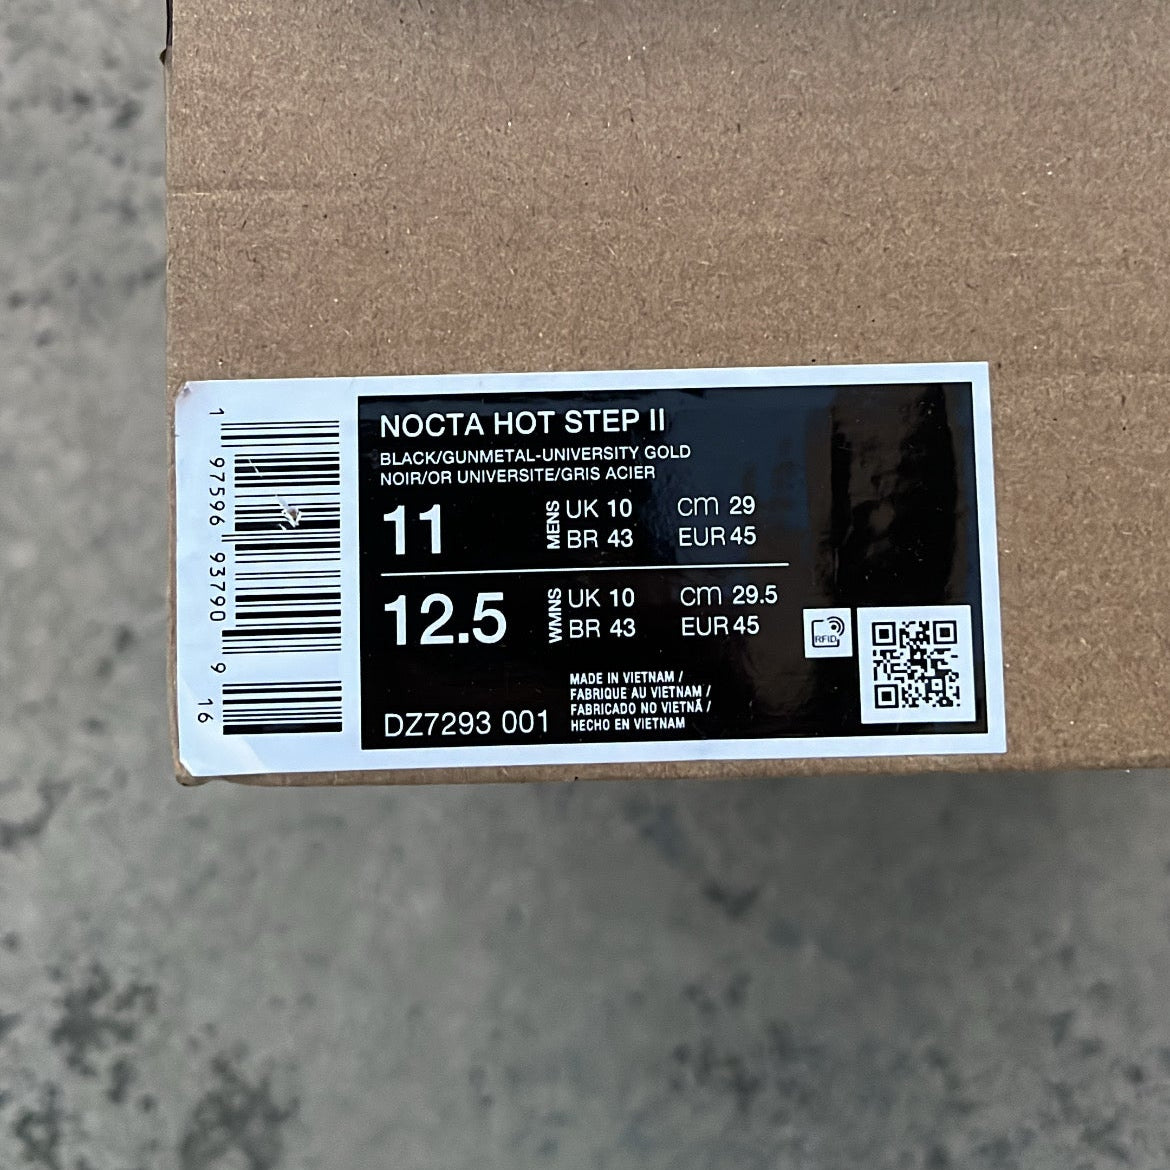 NOCTA HOT STEP II
BLACK/GUNMETAL-UNIVERSITY GOLD
NOIR/OR UNIVERSITE/GRIS ACIER
11 MENS UK 10 cm 29
BR 43 EUR 45
12.5 WMNS UK 10 cm 29.5
BR 43 EUR 45
RFID
MADE IN VIETNAM /
FABRIQUE AU VIETNAM /
FABRICADO NO VIETNÃ /
HECHO EN VIETNAM
DZ7293 001
1 97596 93790 9 16